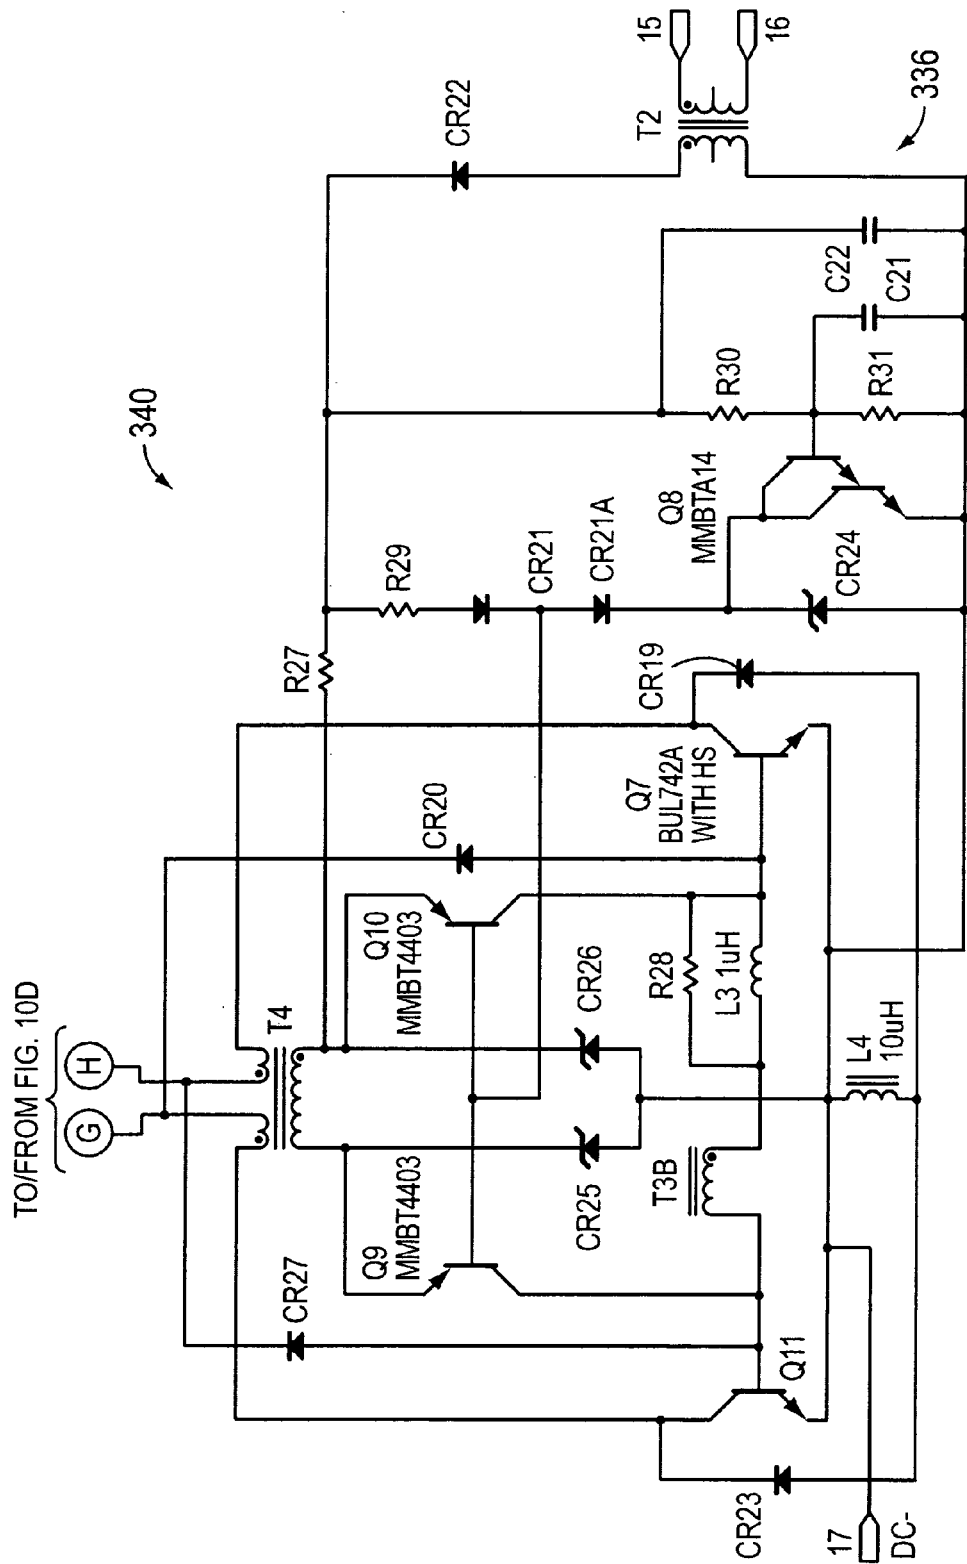 TO/FROM FIG. 10D
G
H
340
T4
CR27
Q9
MMBT4403
Q10
MMBT4403
CR20
R27
R29
CR21
CR21A
CR22
T2
15
16
336
CR25
CR26
R28
L3 1uH
T3B
Q7
BUL742A
WITH HS
CR19
Q8
MMBTA14
CR24
R30
R31
C22
C21
Q11
CR23
L4
10uH
17
DC-